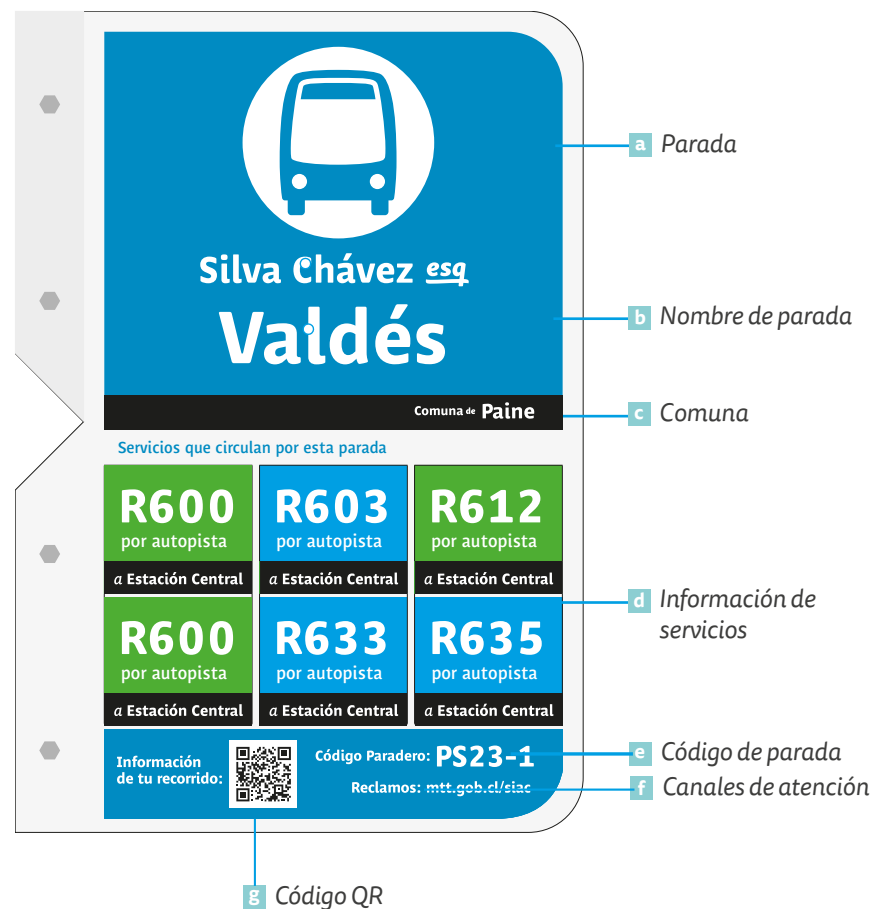 Silva Chávez esq
Valdés
Comuna de Paine
Servicios que circulan por esta parada
R600
por autopista
a Estación Central
R603
por autopista
a Estación Central
R612
por autopista
a Estación Central
R600
por autopista
a Estación Central
R633
por autopista
a Estación Central
R635
por autopista
a Estación Central
Información
de tu recorrido:
Código Paradero: PS23-1
Reclamos: mtt.gob.cl/siac
a Parada
b Nombre de parada
c Comuna
d Información de
servicios
e Código de parada
f Canales de atención
g Código QR